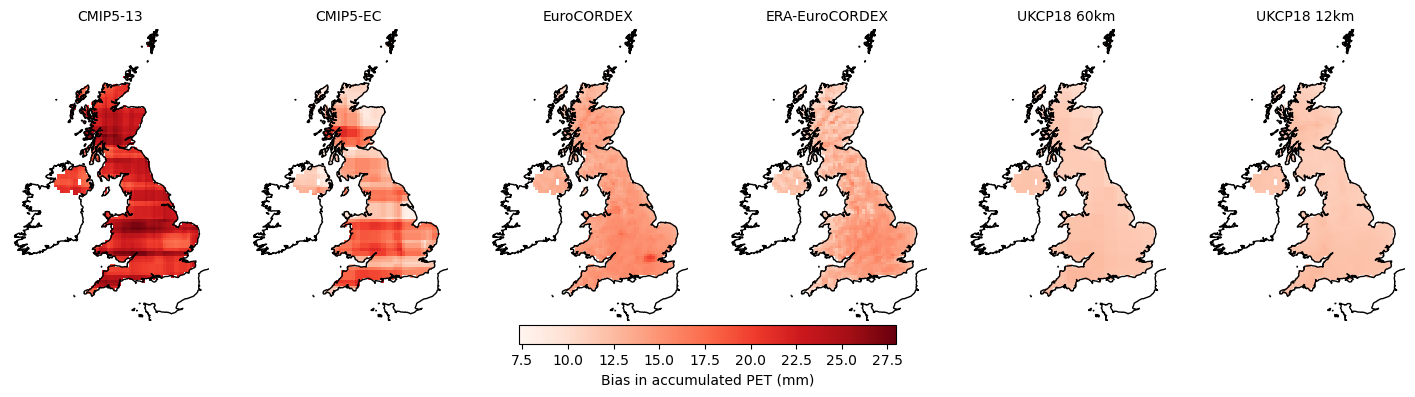 CMIP5-13
CMIP5-EC
EuroCORDEX
ERA-EuroCORDEX
UKCP18 60km
UKCP18 12km
7.5 10.0 12.5 15.0 17.5 20.0 22.5 25.0 27.5
Bias in accumulated PET (mm)